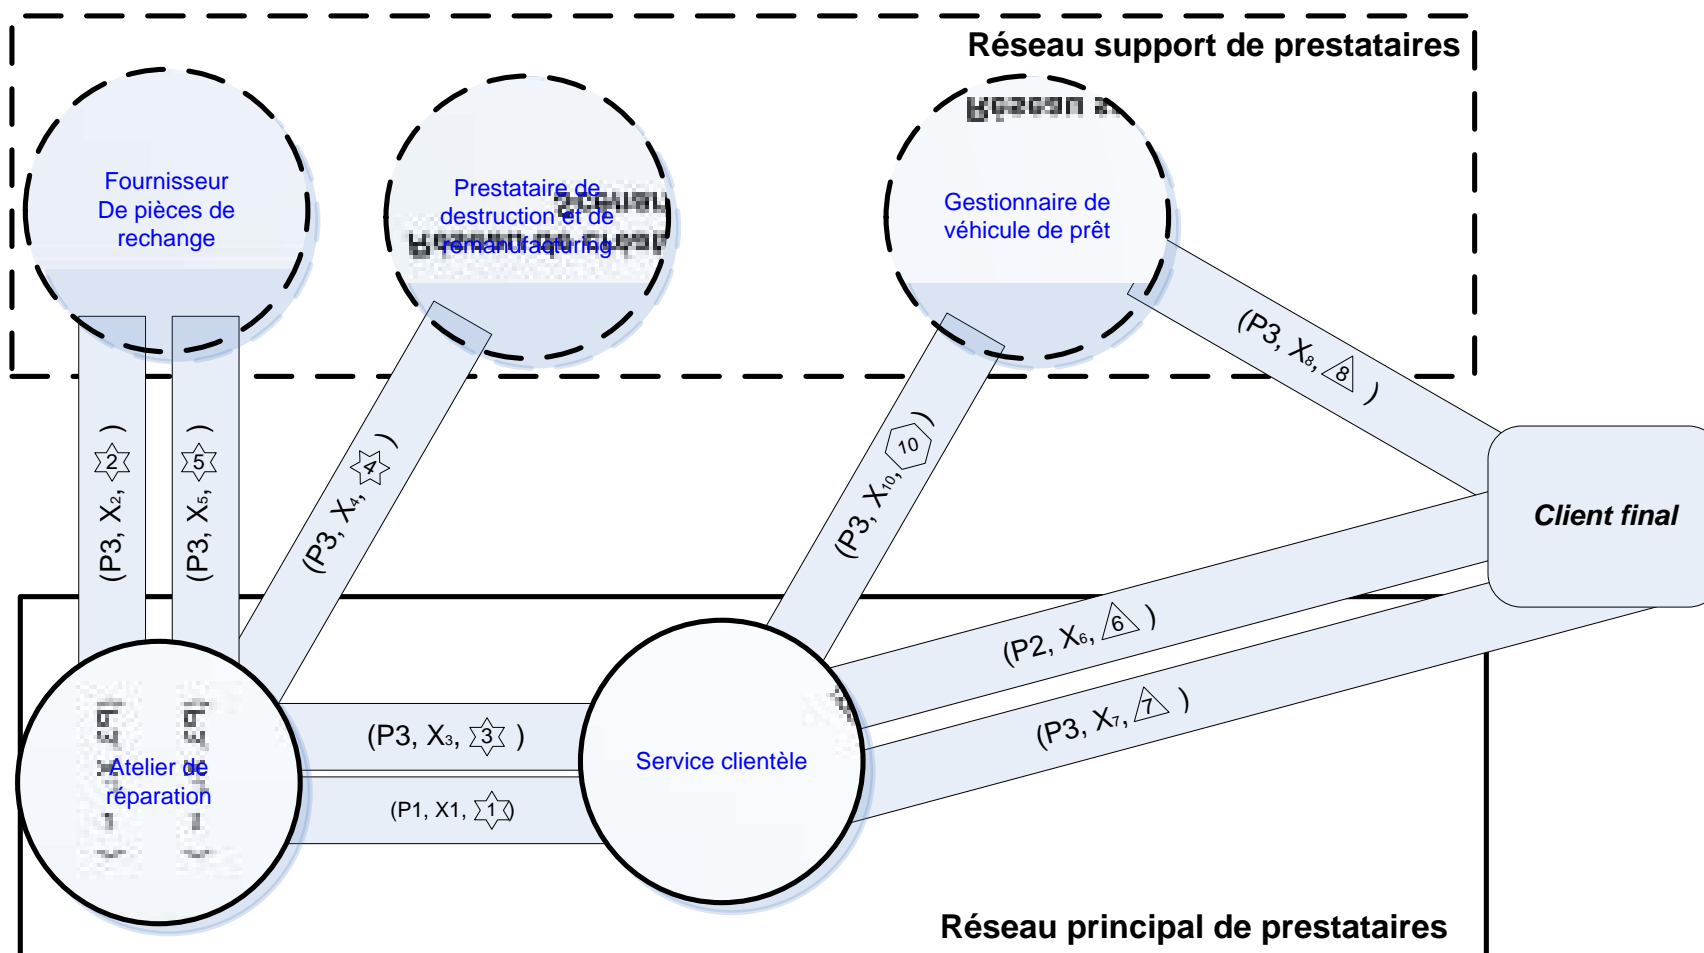 Réseau support de prestataires
Fournisseur
De pièces de
rechange
Prestataire de
destruction et de
remanufacturing
Gestionnaire de
véhicule de prêt
(P3, X₈, 8 )
(P3, X₂, 2 )
(P3, X₅, 5 )
(P3, X₄, 4 )
(P3, X₁₀, 10 )
Client final
(P2, X₆, 6 )
(P3, X₇, 7 )
(P3, X₃, 3 )
Atelier de
réparation
Service clientèle
(P1, X1, 1 )
Réseau principal de prestataires